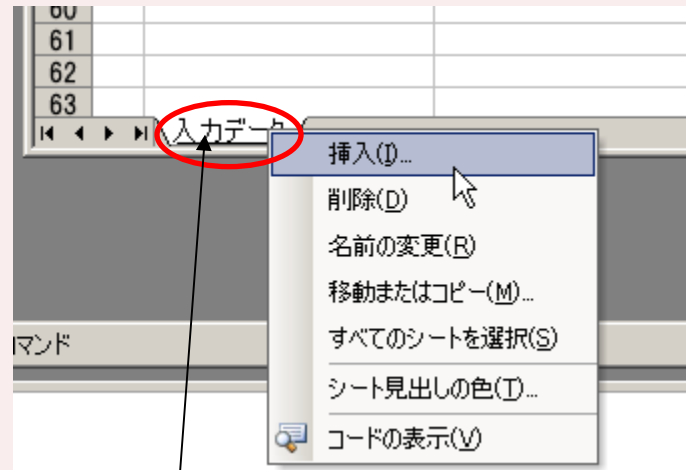 60
61
62
63
入力データ
挿入(I)...
削除(D)
名前の変更(R)
移動またはコピー(M)...
すべてのシートを選択(S)
シート見出しの色(T)...
コードの表示(V)
マンド